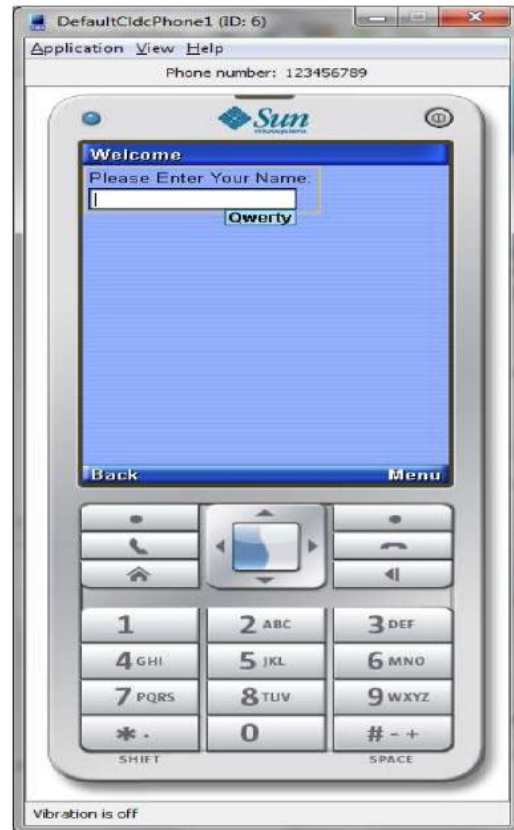 DefaultCldcPhone1 (ID: 6)
Application View Help
Phone number: 123456789
Sun
microsystems
Welcome
Please Enter Your Name:
Qwerty
Back Menu
1 2 ABC 3 DEF
4 GHI 5 JKL 6 MNO
7 PQRS 8 TUV 9 WXYZ
* . 0 # - +
SHIFT SPACE
Vibration is off